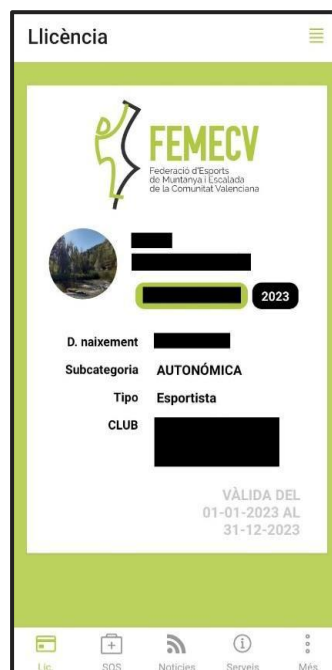 Llicència
FEMECV
Federació d'Esports
de Muntanya i Escalada
de la Comunitat Valenciana
2023
D. naixement
Subcategoria AUTONÓMICA
Tipo Esportista
CLUB
VÀLIDA DEL
01-01-2023 AL
31-12-2023
Lic. SOS Notícies Serveis Més